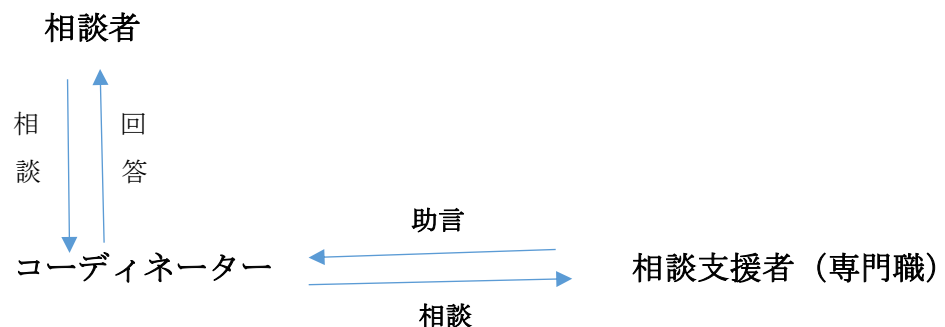 相談者
相談
回答
助言
コーディネーター
相談支援者（専門職）
相談